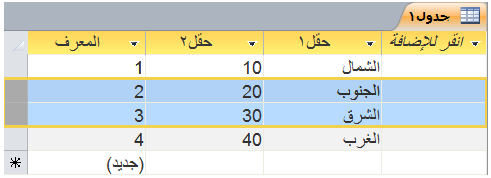 جدول١
المعرف حقل٢ حقل١ انقر للإضافة
1 10 الشمال
2 20 الجنوب
3 30 الشرق
4 40 الغرب
(جديد)